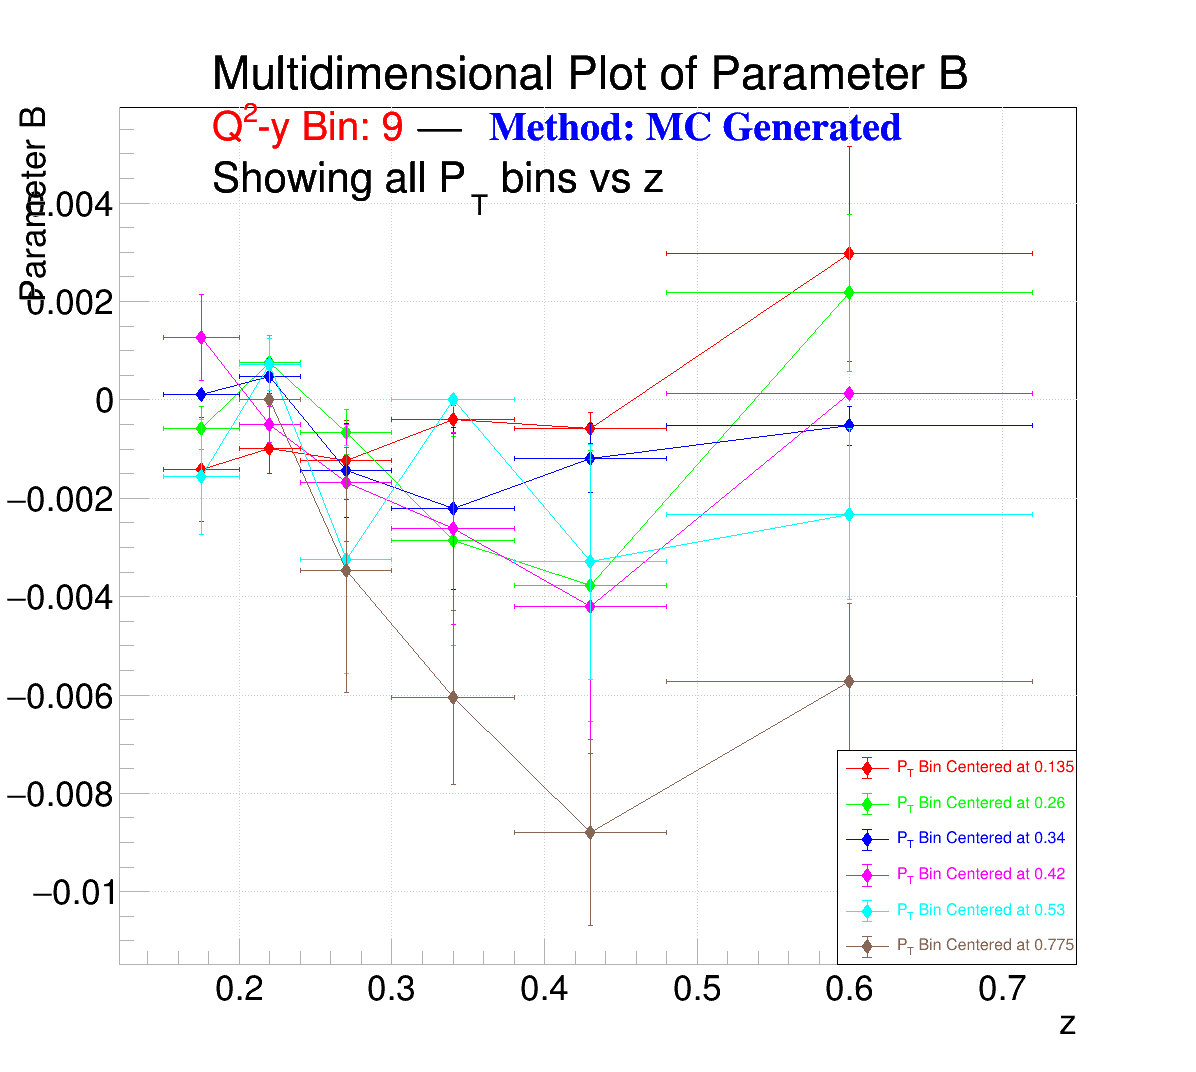 Multidimensional Plot of Parameter B
Q2-y Bin: 9 — Method: MC Generated
Showing all PT bins vs z
Parameter B
0.004
0.002
0
−0.002
−0.004
−0.006
−0.008
−0.01
PT Bin Centered at 0.135
PT Bin Centered at 0.26
PT Bin Centered at 0.34
PT Bin Centered at 0.42
PT Bin Centered at 0.53
PT Bin Centered at 0.775
0.2 0.3 0.4 0.5 0.6 0.7
z